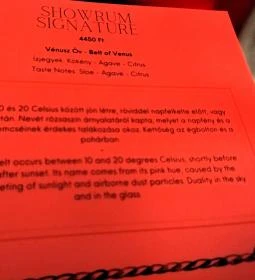 SHOWRUM
SIGNATURE
4450 Ft
Vénusz Öv - Belt of Venus
Ízjegyek: Kökény - Agave - Citrus
Taste Notes: Sloe - Agave - Citrus
10 és 20 Celsius között jön létre, röviddel napfelkelte előtt, vagy
után. Nevét rózsaszín árnyalatáról kapta, melyet a napfény és a
szemcséinek érdekes találkozása okoz. Kettőség az égbolton és a
pohárban.
elt occurs between 10 and 20 degrees Celsius, shortly before
after sunset. Its name comes from its pink hue, caused by the
eting of sunlight and airborne dust particles. Duality in the sky
and in the glass.